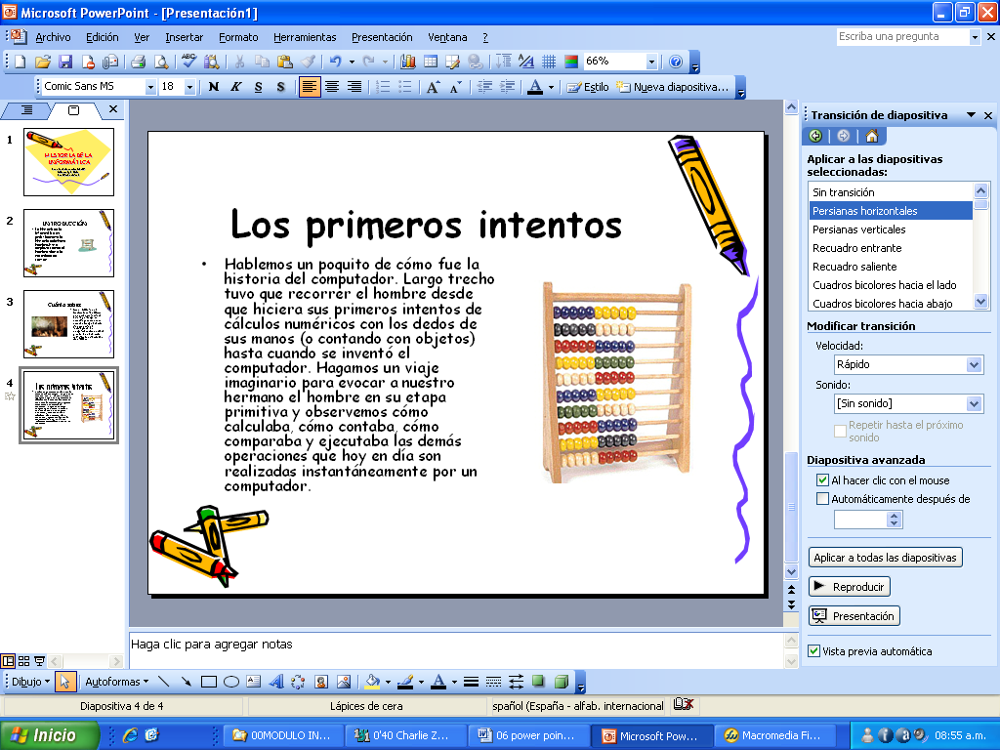 Microsoft PowerPoint - [Presentación1]
Archivo Edición Ver Insertar Formato Herramientas Presentación Ventana ?
Escriba una pregunta
66%
Comic Sans MS 18 N K S S Estilo Nueva diapositiva...
1
HISTORIA DE LA
INFORMÁTICA
2
INTRODUCCIÓN
3
4
Los primeros intentos
Los primeros intentos
• Hablemos un poquito de cómo fue la
historia del computador. Largo trecho
tuvo que recorrer el hombre desde
que hiciera sus primeros intentos de
cálculos numéricos con los dedos de
sus manos (o contando con objetos)
hasta cuando se inventó el
computador. Hagamos un viaje
imaginario para evocar a nuestro
hermano el hombre en su etapa
primitiva y observemos cómo
calculaba, cómo contaba, cómo
comparaba y ejecutaba las demás
operaciones que hoy en día son
realizadas instantáneamente por un
computador.
Haga clic para agregar notas
Transición de diapositiva
Aplicar a las diapositivas
seleccionadas:
Sin transición
Persianas horizontales
Persianas verticales
Recuadro entrante
Recuadro saliente
Cuadros bicolores hacia el lado
Cuadros bicolores hacia abajo
Modificar transición
Velocidad:
Rápido
Sonido:
[Sin sonido]
Repetir hasta el próximo
sonido
Diapositiva avanzada
Al hacer clic con el mouse
Automáticamente después de
Aplicar a todas las diapositivas
Reproducir
Presentación
Vista previa automática
Dibujo Autoformas
Diapositiva 4 de 4 Lápices de cera spañol (España - alfab. internacional
Inicio 00MODULO IN... 0'40 Charlie Z... 06 power poin... Microsoft Pow... Macromedia Fi... 08:55 a.m.